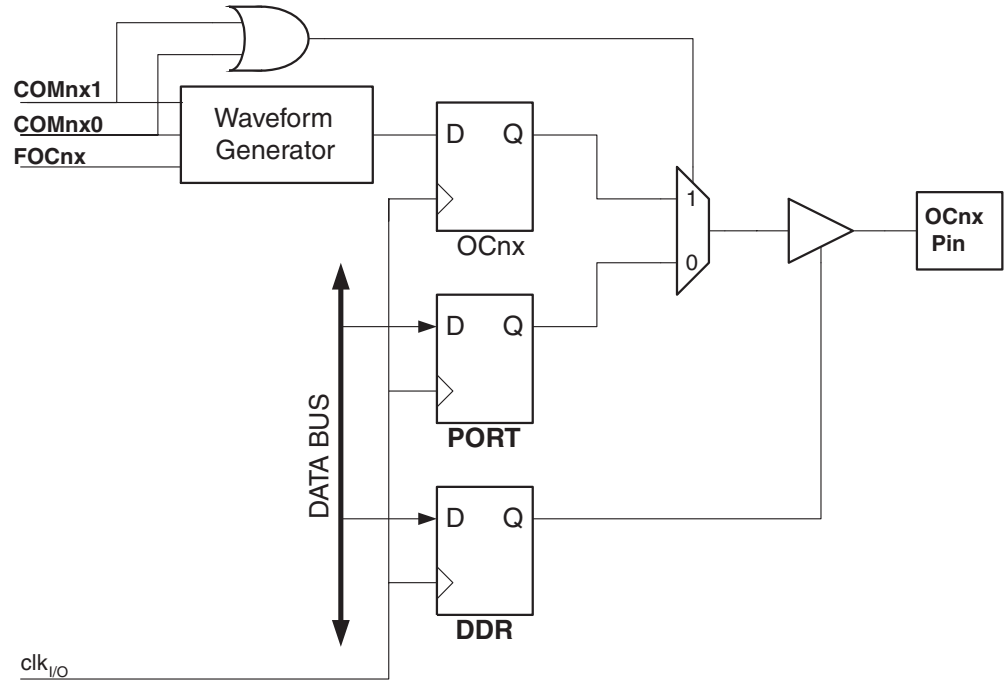 COMnx1
COMnx0
FOCnx
Waveform
Generator
D Q
OCnx
1
0
OCnx
Pin
D Q
PORT
DATA BUS
D Q
DDR
clkI/O